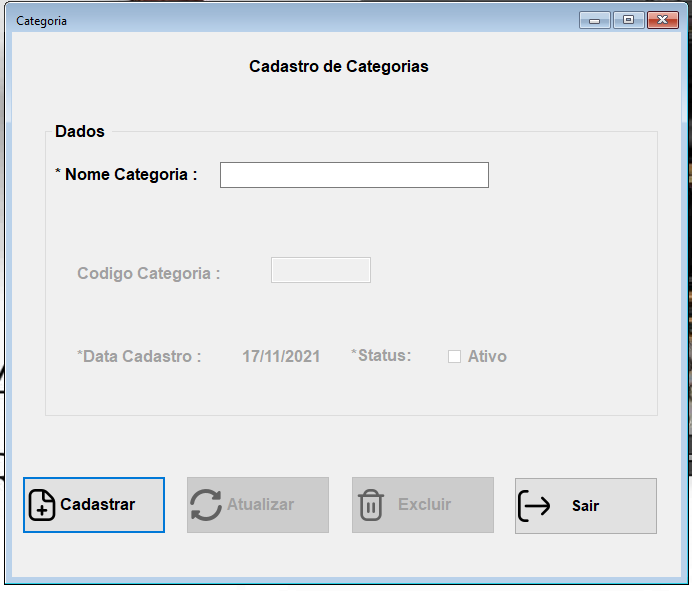 Categoria
Cadastro de Categorias
Dados
* Nome Categoria :
Codigo Categoria :
*Data Cadastro : 17/11/2021 *Status: Ativo
Cadastrar Atualizar Excluir Sair